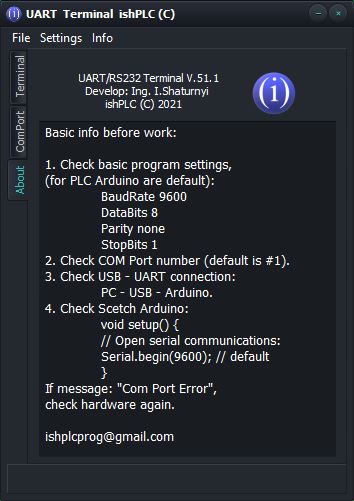 UART Terminal ishPLC (C)
File Settings Info
Terminal
ComPort
About
UART/RS232 Terminal V.51.1
Develop: Ing. I.Shaturnyi
ishPLC (C) 2021
(i)
Basic info before work:
1. Check basic program settings,
(for PLC Arduino are default):
BaudRate 9600
DataBits 8
Parity none
StopBits 1
2. Check COM Port number (default is #1).
3. Check USB - UART connection:
PC - USB - Arduino.
4. Check Scetch Arduino:
void setup() {
// Open serial communications:
Serial.begin(9600); // default
}
If message: "Com Port Error",
check hardware again.
ishplcprog@gmail.com